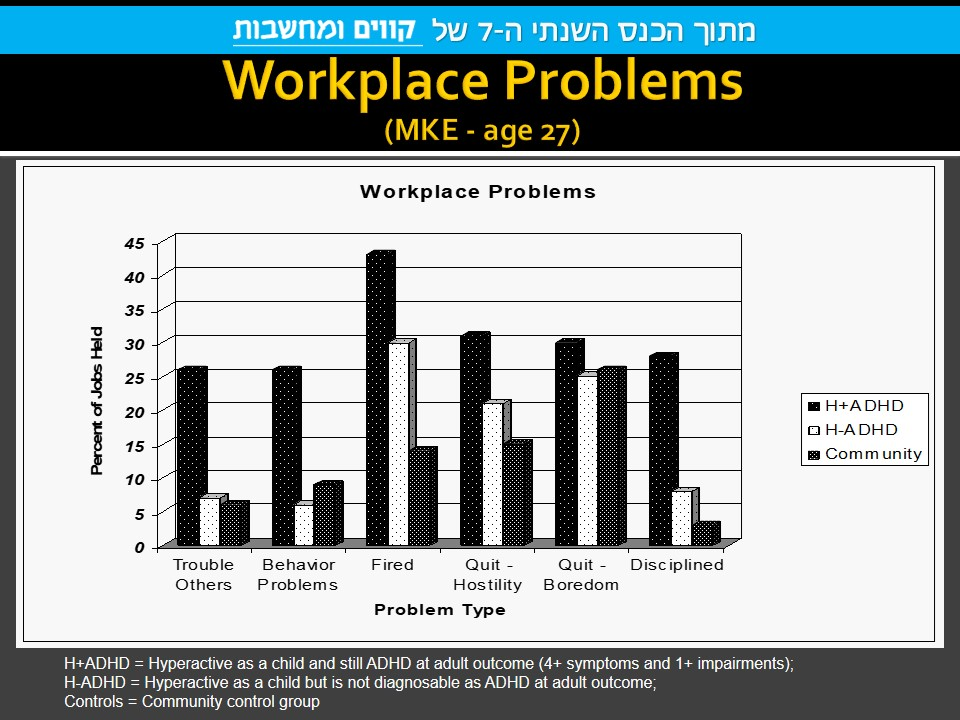 מתוך הכנס השנתי ה-7 של קווים ומחשבות
Workplace Problems
(MKE - age 27)
Workplace Problems
45
40
35
30
25
20
15
10
5
0
Percent of Jobs Held
Trouble Others
Behavior Problems
Fired
Quit - Hostility
Quit - Boredom
Disciplined
Problem Type
H+ADHD
H-ADHD
Community
H+ADHD = Hyperactive as a child and still ADHD at adult outcome (4+ symptoms and 1+ impairments);
H-ADHD = Hyperactive as a child but is not diagnosable as ADHD at adult outcome;
Controls = Community control group